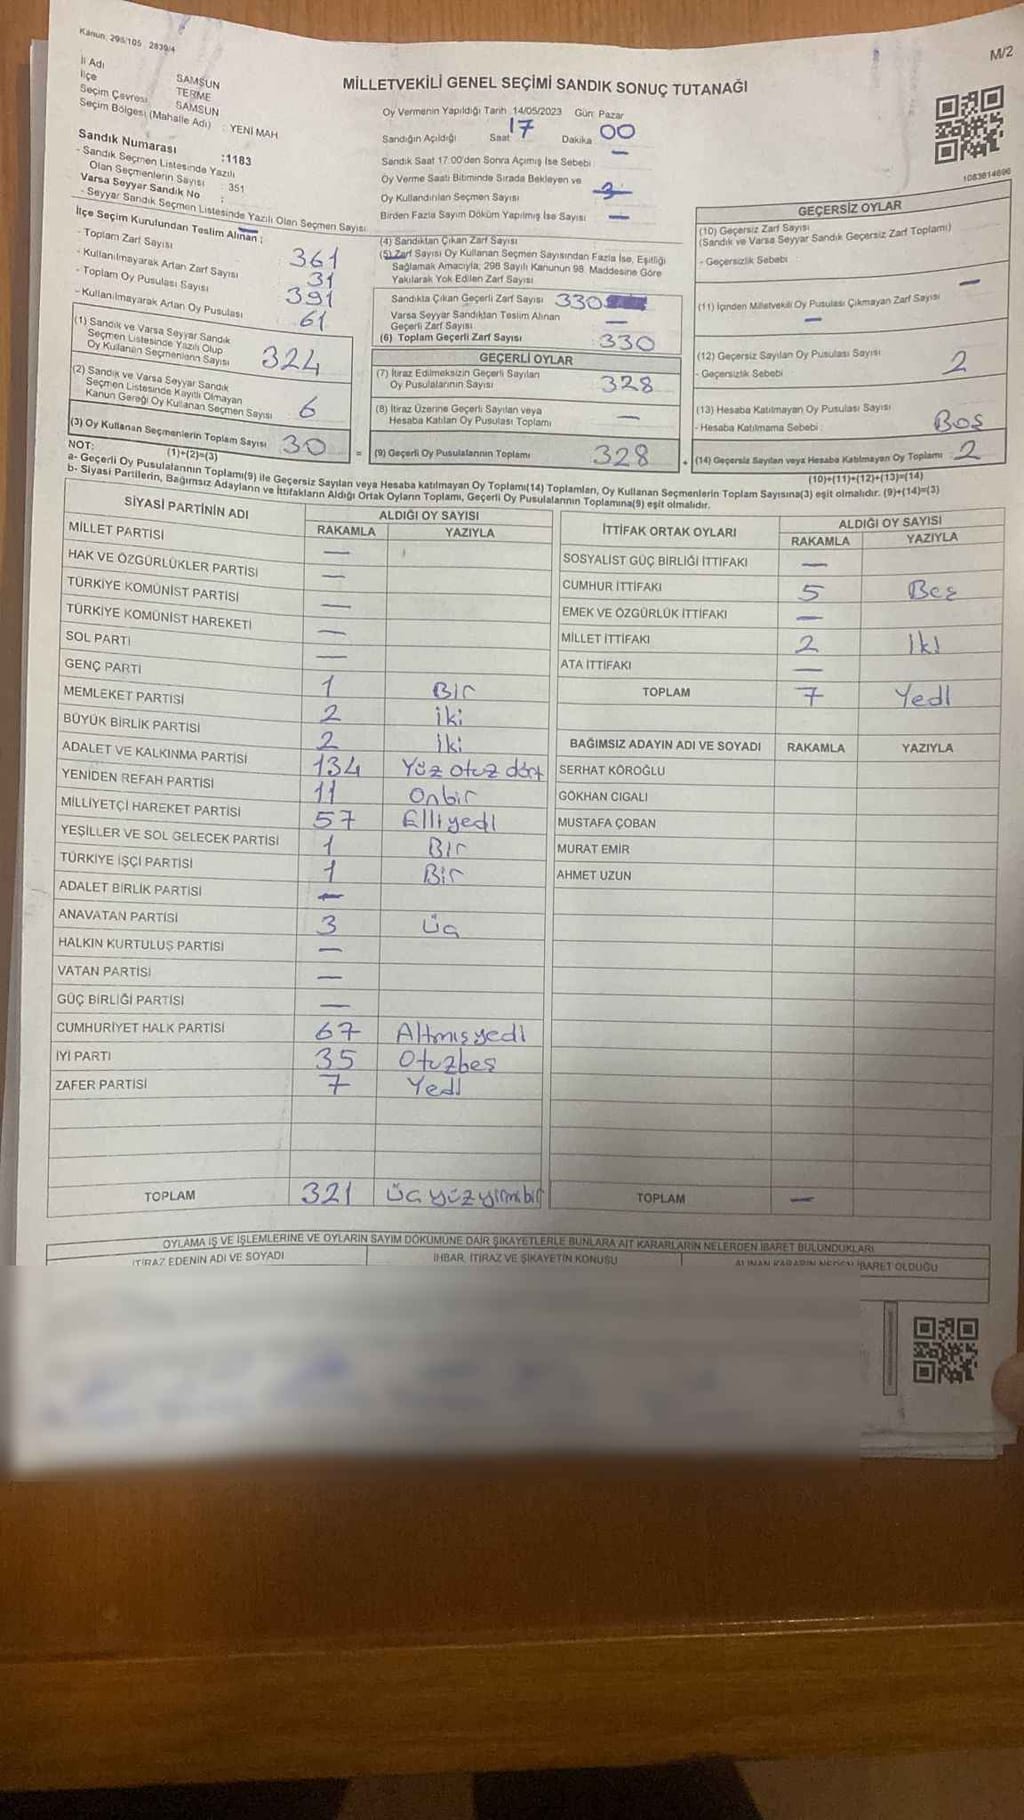 Kanun: 298/105 2839/4
M/2
MİLLETVEKİLİ GENEL SEÇİMİ SANDIK SONUÇ TUTANAĞI
İl Adı SAMSUN
İlçe TERME
Seçim Çevresi SAMSUN
Seçim Bölgesi (Mahalle Adı) : YENİ MAH
Sandık Numarası :1183
- Sandık Seçmen Listesinde Yazılı
Olan Seçmenlerin Sayısı : 351
Varsa Seyyar Sandık No :
- Seyyar Sandık Seçmen Listesinde Yazılı Olan Seçmen Sayısı
İlçe Seçim Kurulundan Teslim Alınan ;
- Toplam Zarf Sayısı 361
- Kullanılmayarak Artan Zarf Sayısı 31
- Toplam Oy Pusulası Sayısı 391
- Kullanılmayarak Artan Oy Pusulası 61
(1) Sandık ve Varsa Seyyar Sandık
Seçmen Listesinde Yazılı Olup
Oy Kullanan Seçmenlerin Sayısı 324
(2) Sandık ve Varsa Seyyar Sandık
Seçmen Listesinde Kayıtlı Olmayan
Kanun Gereği Oy Kullanan Seçmen Sayısı 6
(3) Oy Kullanan Seçmenlerin Toplam Sayısı 30
(1)+(2)=(3)
Oy Vermenin Yapıldığı Tarih :14/05/2023 Gün: Pazar
Sandığın Açıldığı Saat 17 Dakika 00
Sandık Saat 17:00'den Sonra Açımış İse Sebebi : —
Oy Verme Saati Bitiminde Sırada Bekleyen ve
Oy Kullandırılan Seçmen Sayısı
Birden Fazla Sayım Döküm Yapılmış İse Sayısı —
(4) Sandıktan Çıkan Zarf Sayısı
(5) Zarf Sayısı Oy Kullanan Seçmen Sayısından Fazla İse, Eşitliği
Sağlamak Amacıyla, 298 Sayılı Kanunun 98. Maddesine Göre
Yakılarak Yok Edilen Zarf Sayısı
Sandıkta Çıkan Geçerli Zarf Sayısı 330
Varsa Seyyar Sandıktan Teslim Alınan
Geçerli Zarf Sayısı —
(6) Toplam Geçerli Zarf Sayısı 330
GEÇERLİ OYLAR
(7) İtiraz Edilmeksizin Geçerli Sayılan
Oy Pusulalarının Sayısı 328
(8) İtiraz Üzerine Geçerli Sayılan veya
Hesaba Katılan Oy Pusulası Toplamı —
= (9) Geçerli Oy Pusulalarının Toplamı 328
1083614696
GEÇERSİZ OYLAR
(10) Geçersiz Zarf Sayısı
(Sandık ve Varsa Seyyar Sandık Geçersiz Zarf Toplamı)
- Geçersizlik Sebebi : —
(11) İçinden Milletvekili Oy Pusulası Çıkmayan Zarf Sayısı
—
(12) Geçersiz Sayılan Oy Pusulası Sayısı 2
- Geçersizlik Sebebi :
(13) Hesaba Katılmayan Oy Pusulası Sayısı
- Hesaba Katılmama Sebebi : Boş
+ (14) Geçersiz Sayılan veya Hesaba Katılmayan Oy Toplamı 2
(10)+(11)+(12)+(13)=(14)
NOT:
a- Geçerli Oy Pusulalarının Toplamı(9) ile Geçersiz Sayılan veya Hesaba katılmayan Oy Toplamı(14) Toplamları, Oy Kullanan Seçmenlerin Toplam Sayısına(3) eşit olmalıdır. (9)+(14)=(3)
b- Siyasi Partilerin, Bağımsız Adayların ve İttifakların Aldığı Ortak Oyların Toplamı, Geçerli Oy Pusulalarının Toplamına(9) eşit olmalıdır.
SİYASİ PARTİNİN ADI ALDIĞI OY SAYISI
RAKAMLA YAZIYLA
MİLLET PARTİSİ —
HAK VE ÖZGÜRLÜKLER PARTİSİ —
TÜRKİYE KOMÜNİST PARTİSİ —
TÜRKİYE KOMÜNİST HAREKETİ —
SOL PARTİ —
GENÇ PARTİ 1 Bir
MEMLEKET PARTİSİ 2 iki
BÜYÜK BİRLİK PARTİSİ 2 iki
ADALET VE KALKINMA PARTİSİ 134 Yüz otuz dört
YENİDEN REFAH PARTİSİ 11 Onbir
MİLLİYETÇİ HAREKET PARTİSİ 57 Elliyedi
YEŞİLLER VE SOL GELECEK PARTİSİ 1 Bir
TÜRKİYE İŞÇİ PARTİSİ 1 Bir
ADALET BİRLİK PARTİSİ —
ANAVATAN PARTİSİ 3 üç
HALKIN KURTULUŞ PARTİSİ —
VATAN PARTİSİ —
GÜÇ BİRLİĞİ PARTİSİ —
CUMHURİYET HALK PARTİSİ 67 Altmışyedi
İYİ PARTİ 35 Otuzbeş
ZAFER PARTİSİ 7 Yedi
TOPLAM 321 üçyüzyirmibir
İTTİFAK ORTAK OYLARI ALDIĞI OY SAYISI
RAKAMLA YAZIYLA
SOSYALİST GÜÇ BİRLİĞİ İTTİFAKI —
CUMHUR İTTİFAKI 5 Beş
EMEK VE ÖZGÜRLÜK İTTİFAKI —
MİLLET İTTİFAKI 2 İki
ATA İTTİFAKI —
TOPLAM 7 Yedi
BAĞIMSIZ ADAYIN ADI VE SOYADI RAKAMLA YAZIYLA
SERHAT KÖROĞLU
GÖKHAN CIGALI
MUSTAFA ÇOBAN
MURAT EMİR
AHMET UZUN
TOPLAM —
OYLAMA İŞ VE İŞLEMLERİNE VE OYLARIN SAYIM DÖKÜMÜNE DAİR ŞİKAYETLERLE BUNLARA AİT KARARLARIN NELERDEN İBARET BULUNDUKLARI
İTİRAZ EDENİN ADI VE SOYADI İHBAR, İTİRAZ VE ŞİKAYETİN KONUSU ALINAN KARARIN NEDEN İBARET OLDUĞU